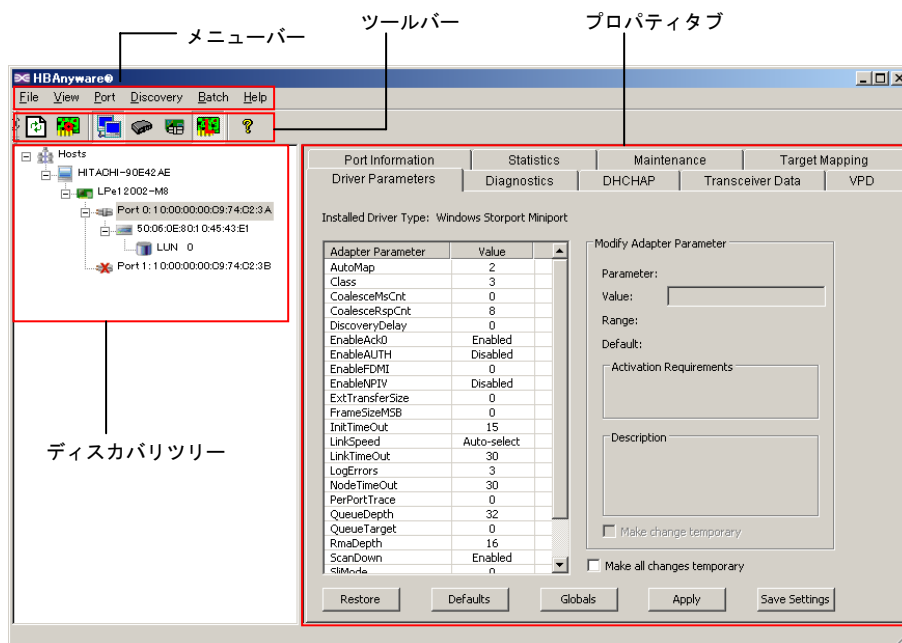 メニューバー
ツールバー
プロパティタブ
HBAnyware®
File View Port Discovery Batch Help
Hosts
HITACHI-90E42AE
LPe12002-M8
Port 0: 10:00:00:00:C9:74:C2:3A
50:06:0E:80:10:45:43:E1
LUN 0
Port 1: 10:00:00:00:C9:74:C2:3B
ディスカバリツリー
Port Information Statistics Maintenance Target Mapping
Driver Parameters Diagnostics DHCHAP Transceiver Data VPD
Installed Driver Type: Windows Storport Miniport
Adapter Parameter Value
AutoMap 2
Class 3
CoalesceMsCnt 0
CoalesceRspCnt 8
DiscoveryDelay 0
EnableAck0 Enabled
EnableAUTH Disabled
EnableFDMI 0
EnableNPIV Disabled
ExtTransferSize 0
FrameSizeMSB 0
InitTimeOut 15
LinkSpeed Auto-select
LinkTimeOut 30
LogErrors 3
NodeTimeOut 30
PerPortTrace 0
QueueDepth 32
QueueTarget 0
RmaDepth 16
ScanDown Enabled
SliMode 0
Modify Adapter Parameter
Parameter:
Value:
Range:
Default:
Activation Requirements
Description
Make change temporary
Make all changes temporary
Restore Defaults Globals Apply Save Settings